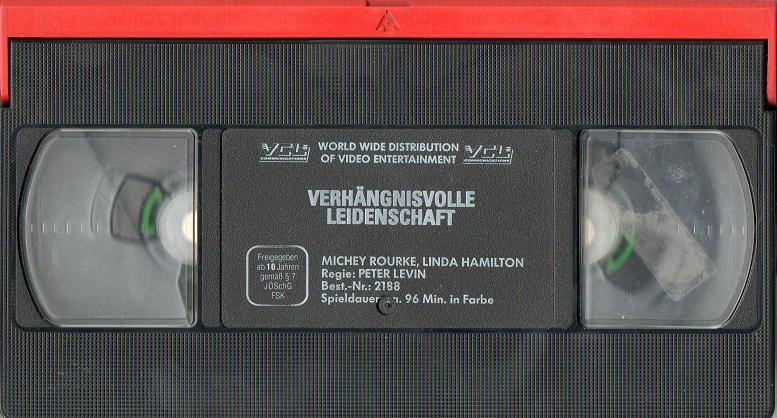 VCL COMMUNICATIONS WORLD WIDE DISTRIBUTION VCL COMMUNICATIONS
OF VIDEO ENTERTAINMENT
VERHÄNGNISVOLLE
LEIDENSCHAFT
Freigegeben
ab 16 Jahren
gemäß § 7
JÖSchG
FSK
MICHEY ROURKE, LINDA HAMILTON
Regie: PETER LEVIN
Best.-Nr.: 2188
Spieldauer ca. 96 Min. in Farbe